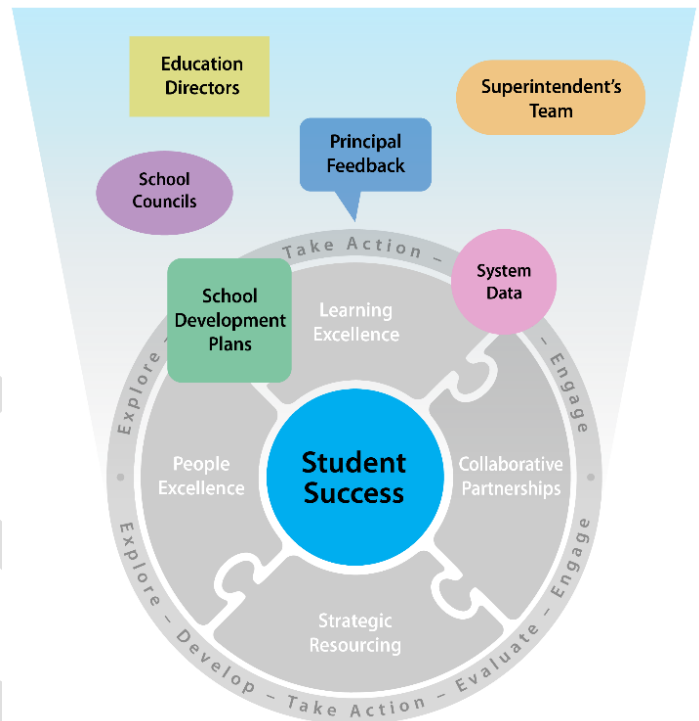 Education
Directors
Superintendent's
Team
Principal
Feedback
School
Councils
Take Action –
System
Data
School
Development
Plans
Learning
Excellence
Explore –
– Engage
People
Excellence
Student
Success
Collaborative
Partnerships
Strategic
Resourcing
Explore – Develop – Take Action – Evaluate – Engage